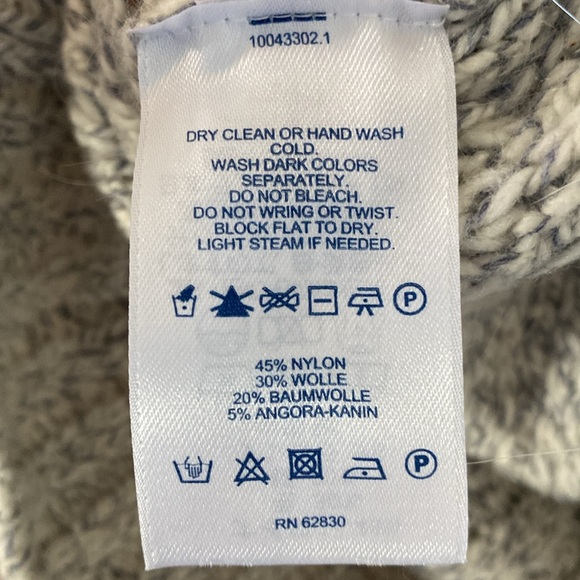 10043302.1
DRY CLEAN OR HAND WASH
COLD.
WASH DARK COLORS
SEPARATELY.
DO NOT BLEACH.
DO NOT WRING OR TWIST.
BLOCK FLAT TO DRY.
LIGHT STEAM IF NEEDED.
P
45% NYLON
30% WOLLE
20% BAUMWOLLE
5% ANGORA-KANIN
P
RN 62830